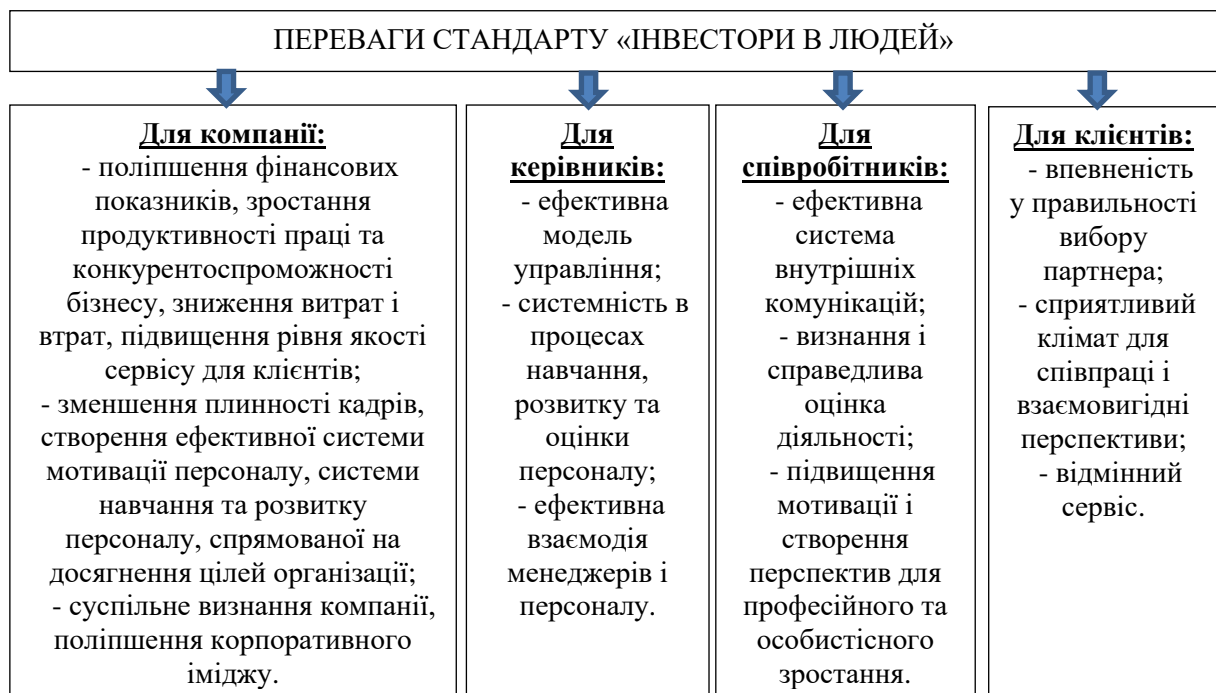 ПЕРЕВАГИ СТАНДАРТУ «ІНВЕСТОРИ В ЛЮДЕЙ»
Для компанії:
- поліпшення фінансових
показників, зростання
продуктивності праці та
конкурентоспроможності
бізнесу, зниження витрат і
втрат, підвищення рівня якості
сервісу для клієнтів;
- зменшення плинності кадрів,
створення ефективної системи
мотивації персоналу, системи
навчання та розвитку
персоналу, спрямованої на
досягнення цілей організації;
- суспільне визнання компанії,
поліпшення корпоративного
іміджу.
Для
керівників:
- ефективна
модель
управління;
- системність в
процесах
навчання,
розвитку та
оцінки
персоналу;
- ефективна
взаємодія
менеджерів і
персоналу.
Для
співробітників:
- ефективна
система
внутрішніх
комунікацій;
- визнання і
справедлива
оцінка
діяльності;
- підвищення
мотивації і
створення
перспектив для
професійного та
особистісного
зростання.
Для клієнтів:
- впевненість
у правильності
вибору
партнера;
- сприятливий
клімат для
співпраці і
взаємовигідні
перспективи;
- відмінний
сервіс.